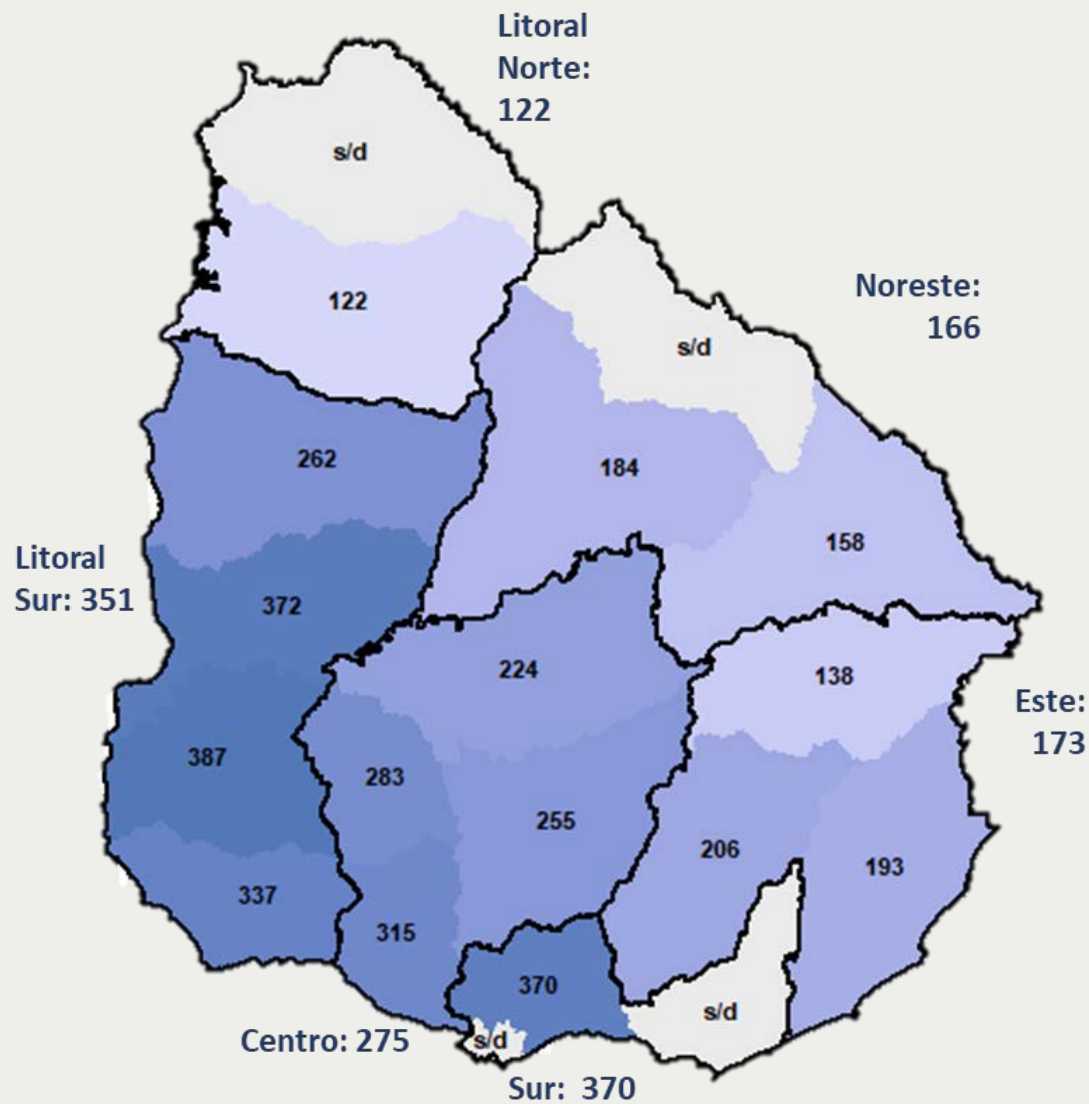 Litoral
Norte:
122
s/d
122
Noreste:
166
s/d
262
184
158
Litoral
Sur: 351
372
224
138
Este:
173
387
283
255
206
193
337
315
370
s/d
Centro: 275
s/d
Sur: 370